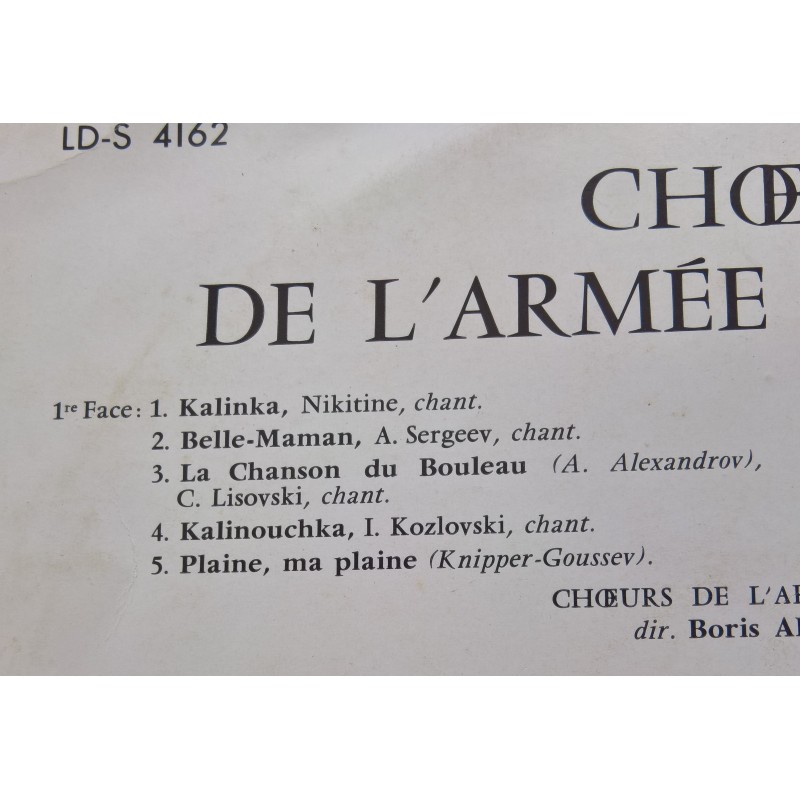 LD-S 4162
CHŒ
DE L'ARMÉE
1re Face: 1. Kalinka, Nikitine, chant.
2. Belle-Maman, A. Sergeev, chant.
3. La Chanson du Bouleau (A. Alexandrov),
C. Lisovski, chant.
4. Kalinouchka, I. Kozlovski, chant.
5. Plaine, ma plaine (Knipper-Goussev).
CHŒURS DE L'A
dir. Boris A